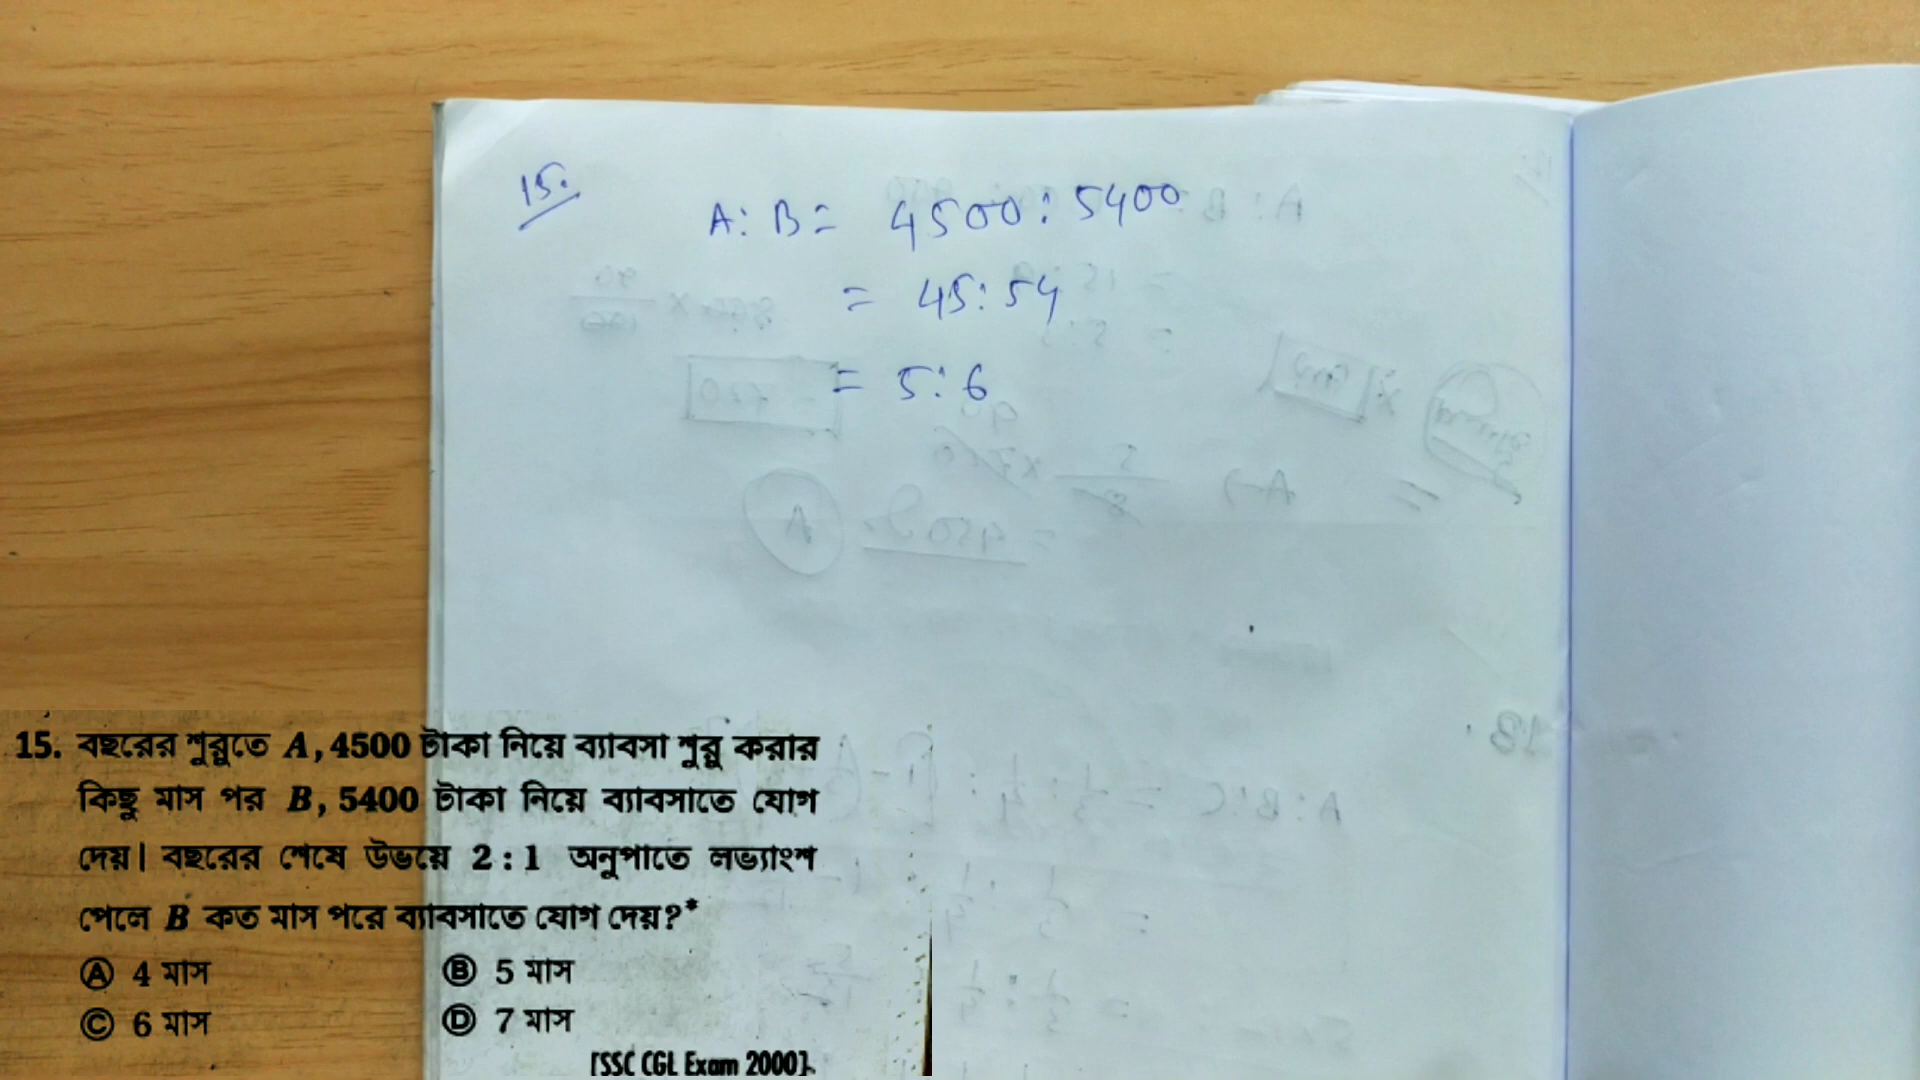 15.
A : B = 4500 : 5400
= 45 : 54
= 5 : 6
15. বছরের শুরুতে A, 4500 টাকা নিয়ে ব্যাবসা শুরু করার
কিছু মাস পর B, 5400 টাকা নিয়ে ব্যাবসাতে যোগ
দেয়। বছরের শেষে উভয়ে 2 : 1 অনুপাতে লভ্যাংশ
পেলে B কত মাস পরে ব্যাবসাতে যোগ দেয়?*
Ⓐ 4 মাস Ⓑ 5 মাস
Ⓒ 6 মাস Ⓓ 7 মাস
[SSC CGL Exam 2000]